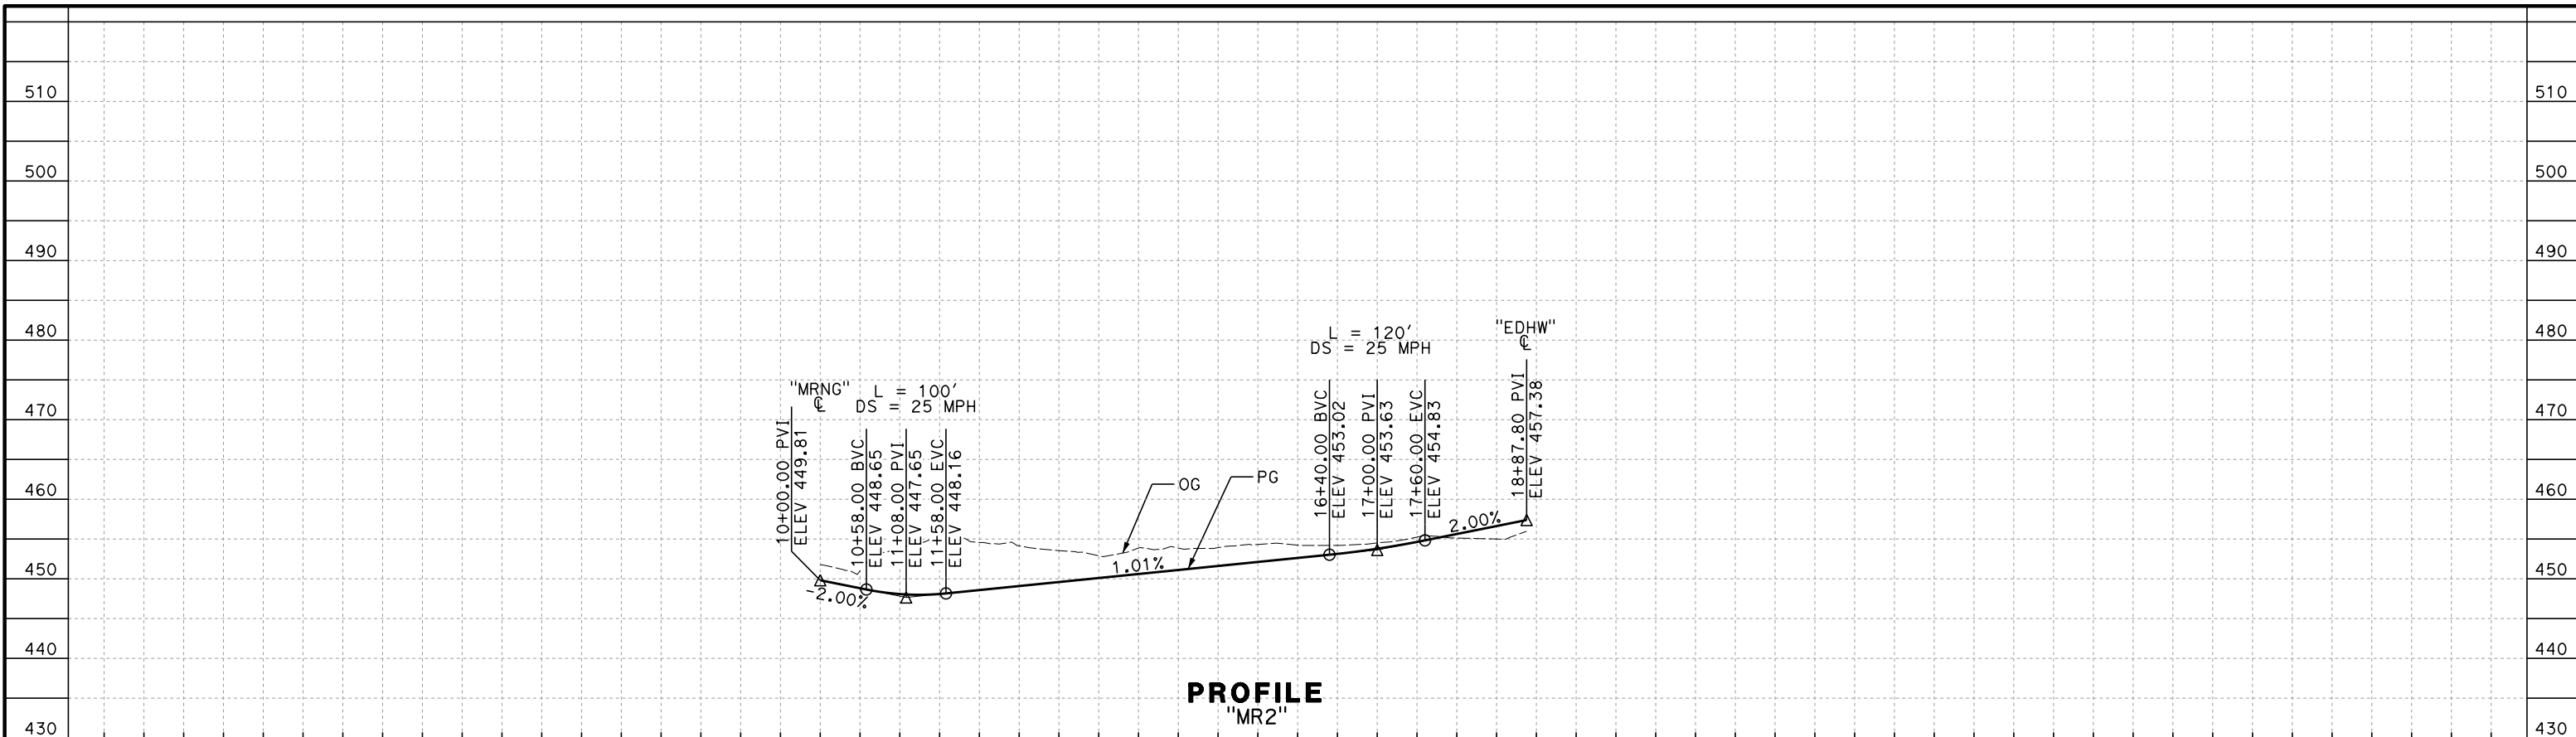 510
510
500
500
490
490
480
480
470
470
460
460
450
450
440
440
430
430
"MRNG"
℄
10+00.00 PVI
ELEV 449.81
L = 100′
DS = 25 MPH
10+58.00 BVC
ELEV 448.65
11+08.00 PVI
ELEV 447.65
11+58.00 EVC
ELEV 448.16
-2.00%
OG
PG
1.01%
L = 120′
DS = 25 MPH
16+40.00 BVC
ELEV 453.02
17+00.00 PVI
ELEV 453.63
17+60.00 EVC
ELEV 454.83
2.00%
"EDHW"
℄
18+87.80 PVI
ELEV 457.38
PROFILE
"MR2"